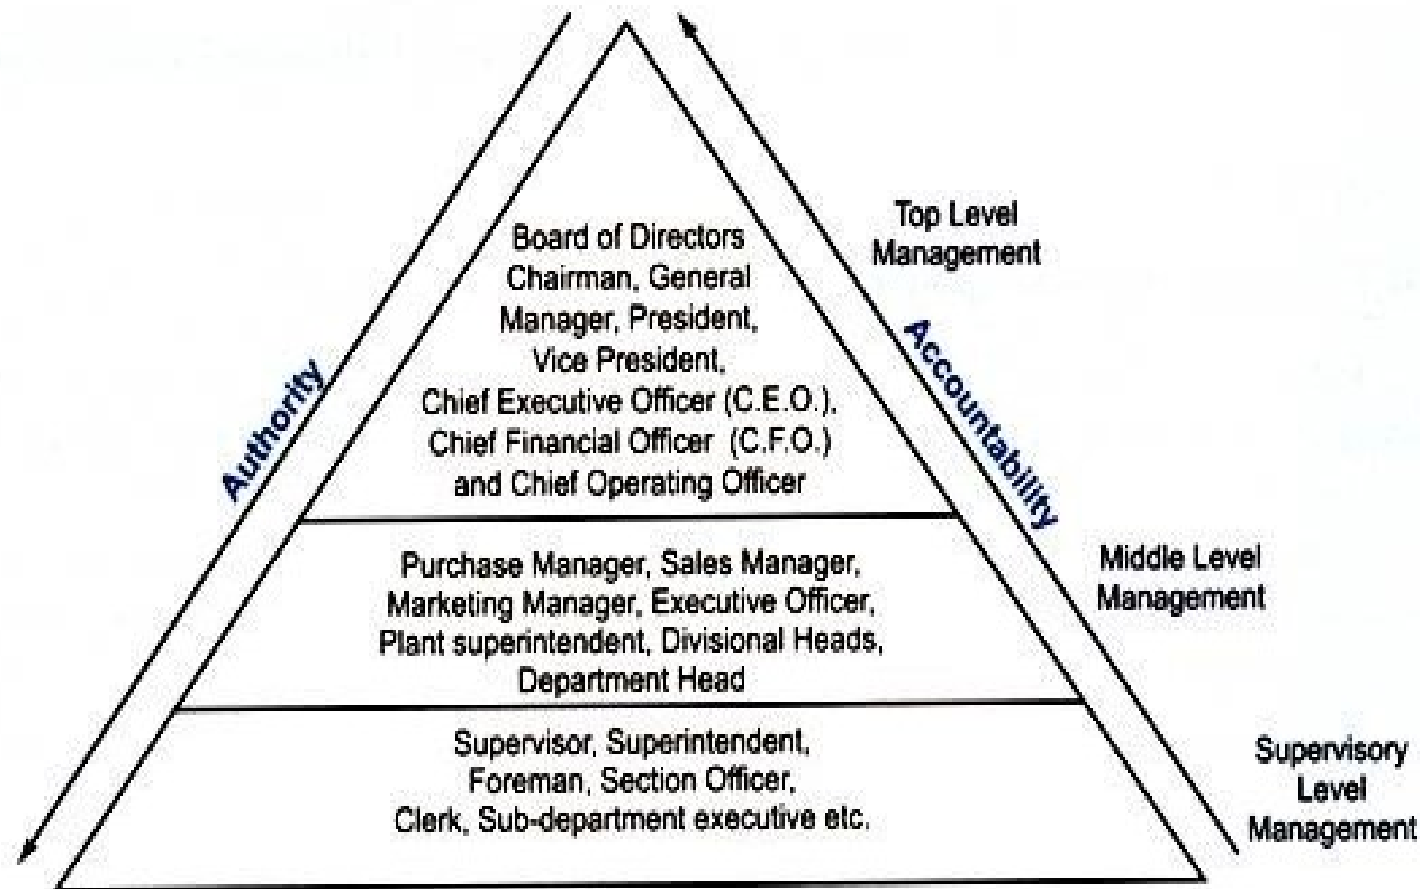 Board of Directors
Chairman, General
Manager, President,
Vice President,
Chief Executive Officer (C.E.O.),
Chief Financial Officer (C.F.O.)
and Chief Operating Officer
Top Level
Management
Authority
Accountability
Purchase Manager, Sales Manager,
Marketing Manager, Executive Officer,
Plant superintendent, Divisional Heads,
Department Head
Middle Level
Management
Supervisor, Superintendent,
Foreman, Section Officer,
Clerk, Sub-department executive etc.
Supervisory
Level
Management